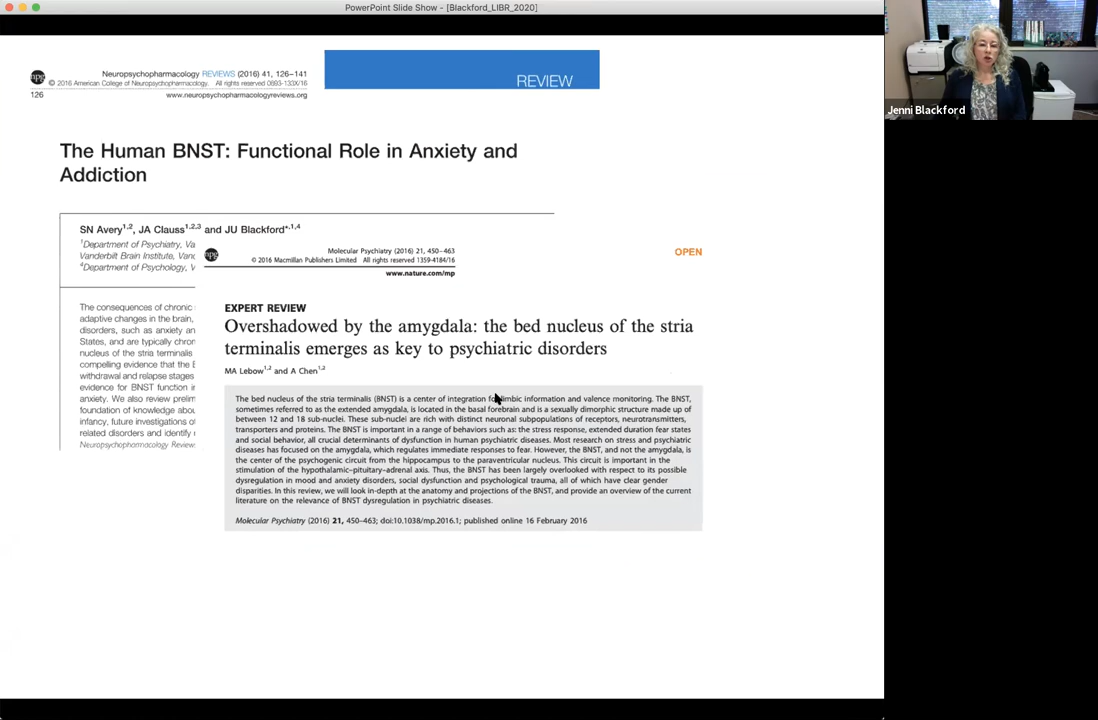 PowerPoint Slide Show - [Blackford_LIBR_2020]
Jenni Blackford
npg
Neuropsychopharmacology REVIEWS (2016) 41, 126–141
© 2016 American College of Neuropsychopharmacology. All rights reserved 0893-133X/16
126
www.neuropsychopharmacologyreviews.org
REVIEW
The Human BNST: Functional Role in Anxiety and
Addiction
SN Avery1,2, JA Clauss1,2,3 and JU Blackford*,1,4
1Department of Psychiatry, Va
Vanderbilt Brain Institute, Vand
4Department of Psychology, V
The consequences of chronic
adaptive changes in the brain,
disorders, such as anxiety an
States, and are typically chron
nucleus of the stria terminalis
compelling evidence that the B
withdrawal and relapse stages
evidence for BNST function in
anxiety. We also review prelim
foundation of knowledge abou
infancy, future investigations of
related disorders and identify
Neuropsychopharmacology Reviews
npg
Molecular Psychiatry (2016) 21, 450–463
© 2016 Macmillan Publishers Limited All rights reserved 1359-4184/16
www.nature.com/mp
OPEN
EXPERT REVIEW
Overshadowed by the amygdala: the bed nucleus of the stria
terminalis emerges as key to psychiatric disorders
MA Lebow1,2 and A Chen1,2
The bed nucleus of the stria terminalis (BNST) is a center of integration for limbic information and valence monitoring. The BNST,
sometimes referred to as the extended amygdala, is located in the basal forebrain and is a sexually dimorphic structure made up of
between 12 and 18 sub-nuclei. These sub-nuclei are rich with distinct neuronal subpopulations of receptors, neurotransmitters,
transporters and proteins. The BNST is important in a range of behaviors such as: the stress response, extended duration fear states
and social behavior, all crucial determinants of dysfunction in human psychiatric diseases. Most research on stress and psychiatric
diseases has focused on the amygdala, which regulates immediate responses to fear. However, the BNST, and not the amygdala, is
the center of the psychogenic circuit from the hippocampus to the paraventricular nucleus. This circuit is important in the
stimulation of the hypothalamic–pituitary–adrenal axis. Thus, the BNST has been largely overlooked with respect to its possible
dysregulation in mood and anxiety disorders, social dysfunction and psychological trauma, all of which have clear gender
disparities. In this review, we will look in-depth at the anatomy and projections of the BNST, and provide an overview of the current
literature on the relevance of BNST dysregulation in psychiatric diseases.
Molecular Psychiatry (2016) 21, 450–463; doi:10.1038/mp.2016.1; published online 16 February 2016